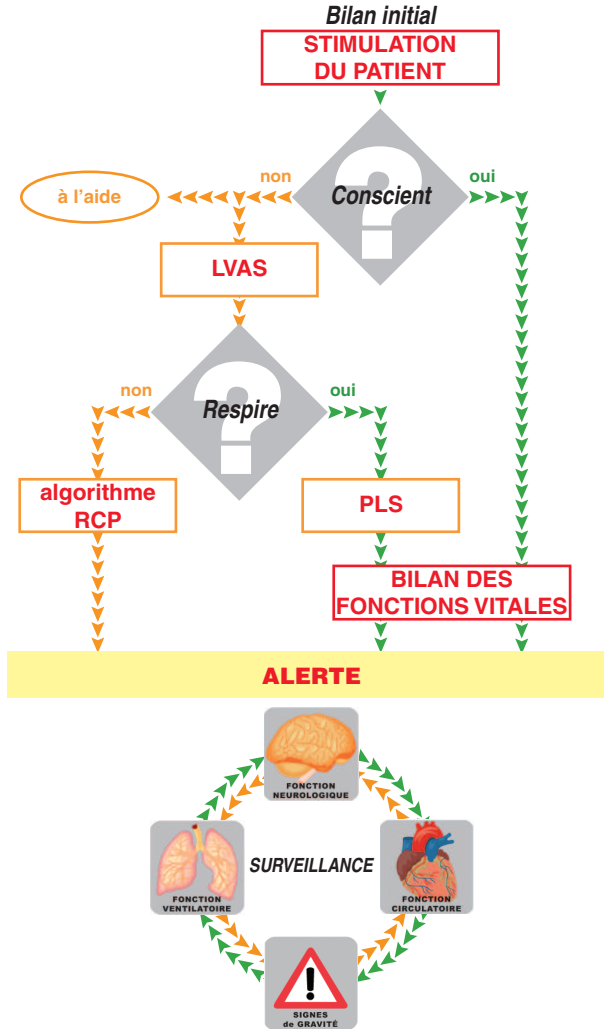 Bilan initial
STIMULATION
DU PATIENT
non
oui
à l'aide
?
Conscient
LVAS
non
oui
?
Respire
algorithme
RCP
PLS
BILAN DES
FONCTIONS VITALES
ALERTE
FONCTION
NEUROLOGIQUE
FONCTION
VENTILATOIRE
SURVEILLANCE
FONCTION
CIRCULATOIRE
!
SIGNES
de GRAVITÉ